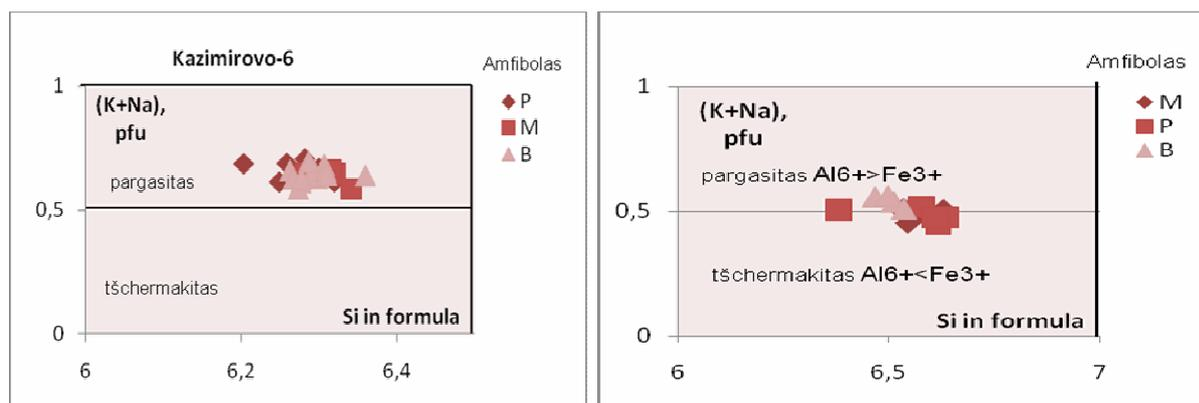 Kazimirovo-6
Amfibolas
P
M
B
1
(K+Na),
pfu
pargasitas
0,5
tšchermakitas
Si in formula
0
6
6,2
6,4
Amfibolas
M
P
B
1
(K+Na),
pfu
pargasitas Al6+>Fe3+
0,5
tšchermakitas Al6+<Fe3+
Si in formula
0
6
6,5
7